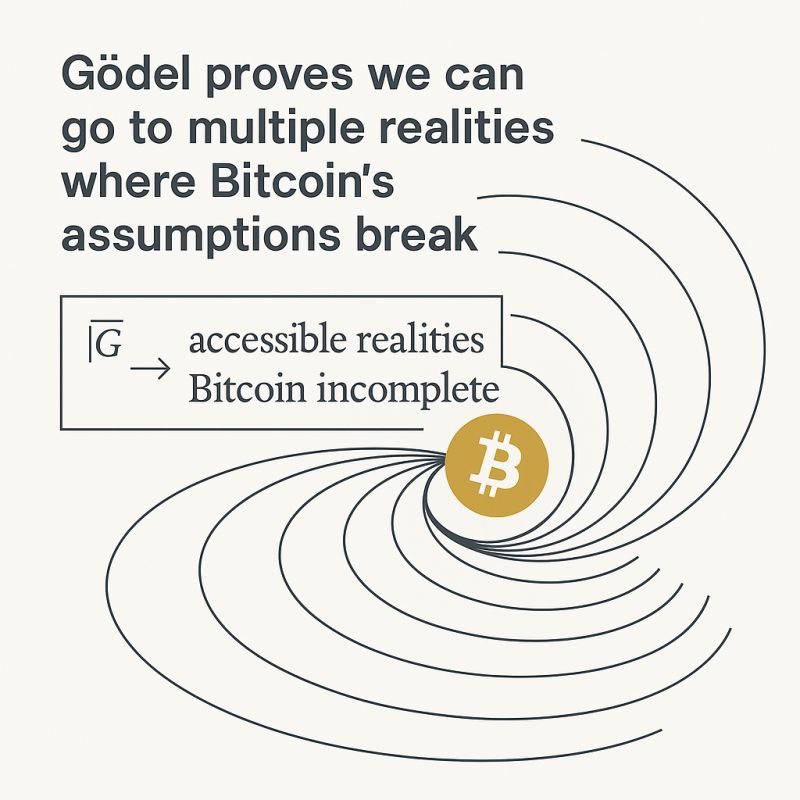 Gödel proves we can
go to multiple realities
where Bitcoin's
assumptions break
|G̅ → accessible realities
Bitcoin incomplete
₿